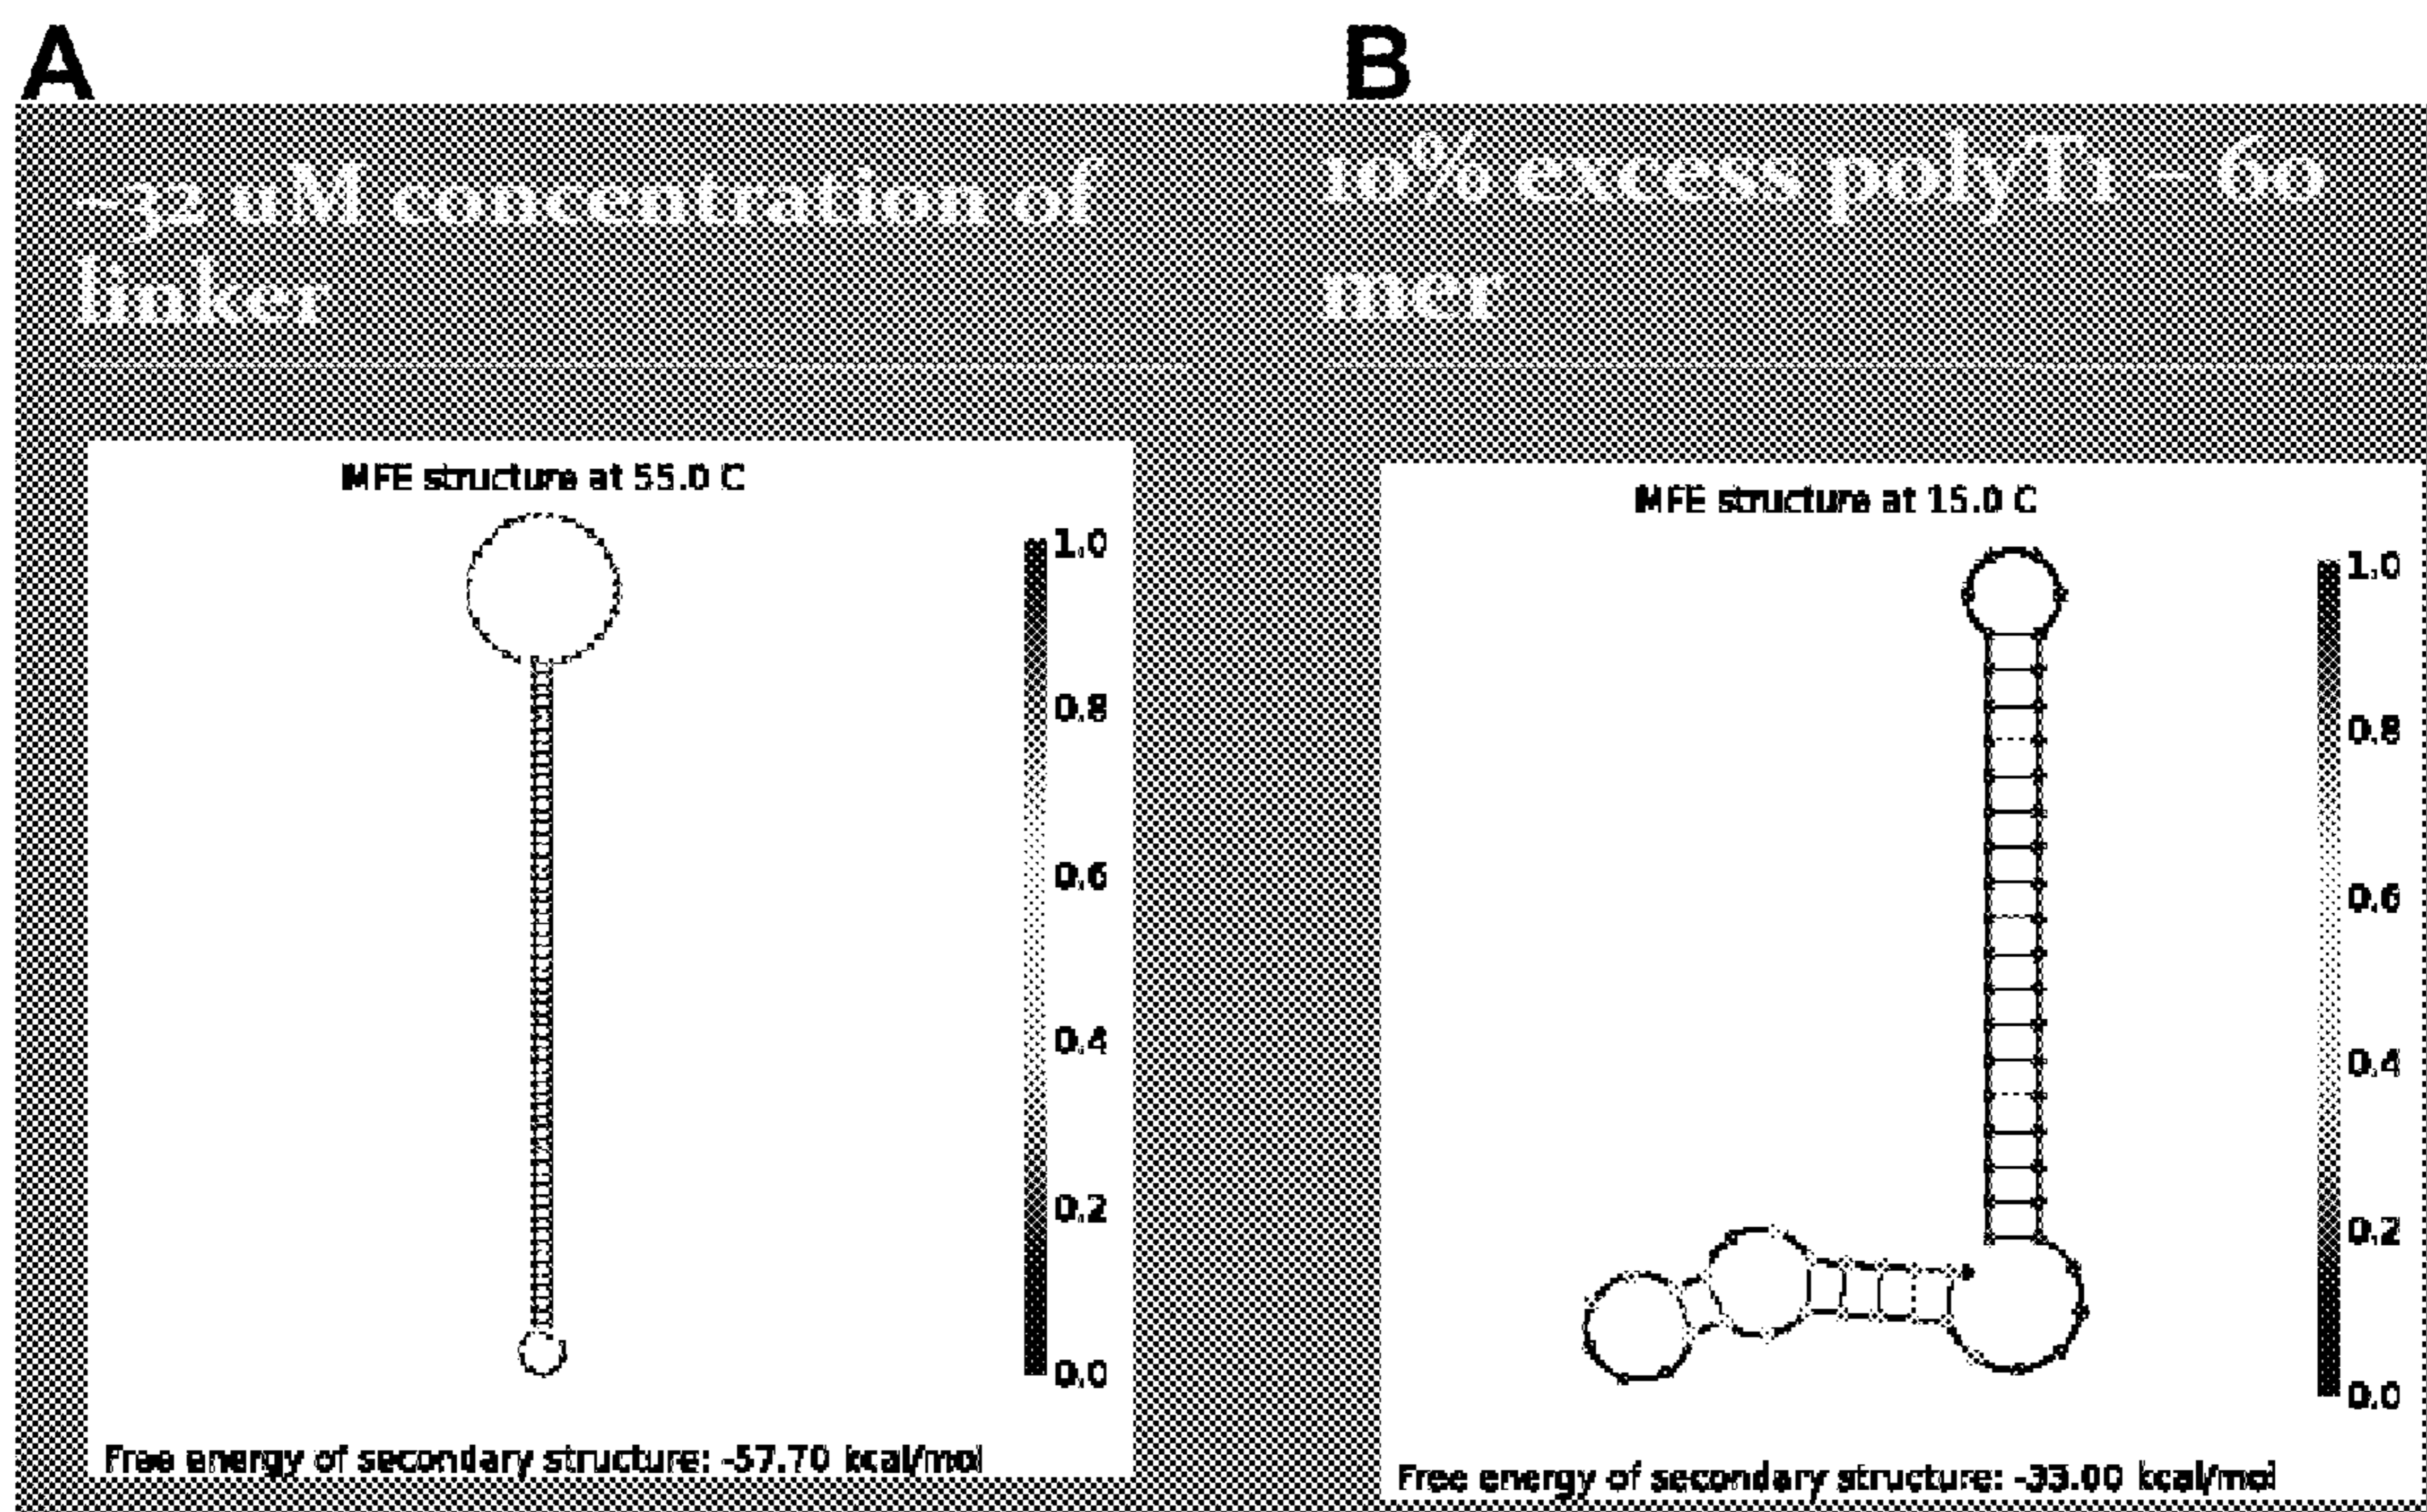 A
~32 uM concentration of
linker
MFE structure at 55.0 C
1.0
0.8
0.6
0.4
0.2
0.0
Free energy of secondary structure: -57.70 kcal/mol
B
10% excess polyT1 – 60
mer
MFE structure at 15.0 C
1.0
0.8
0.6
0.4
0.2
0.0
Free energy of secondary structure: -33.00 kcal/mol